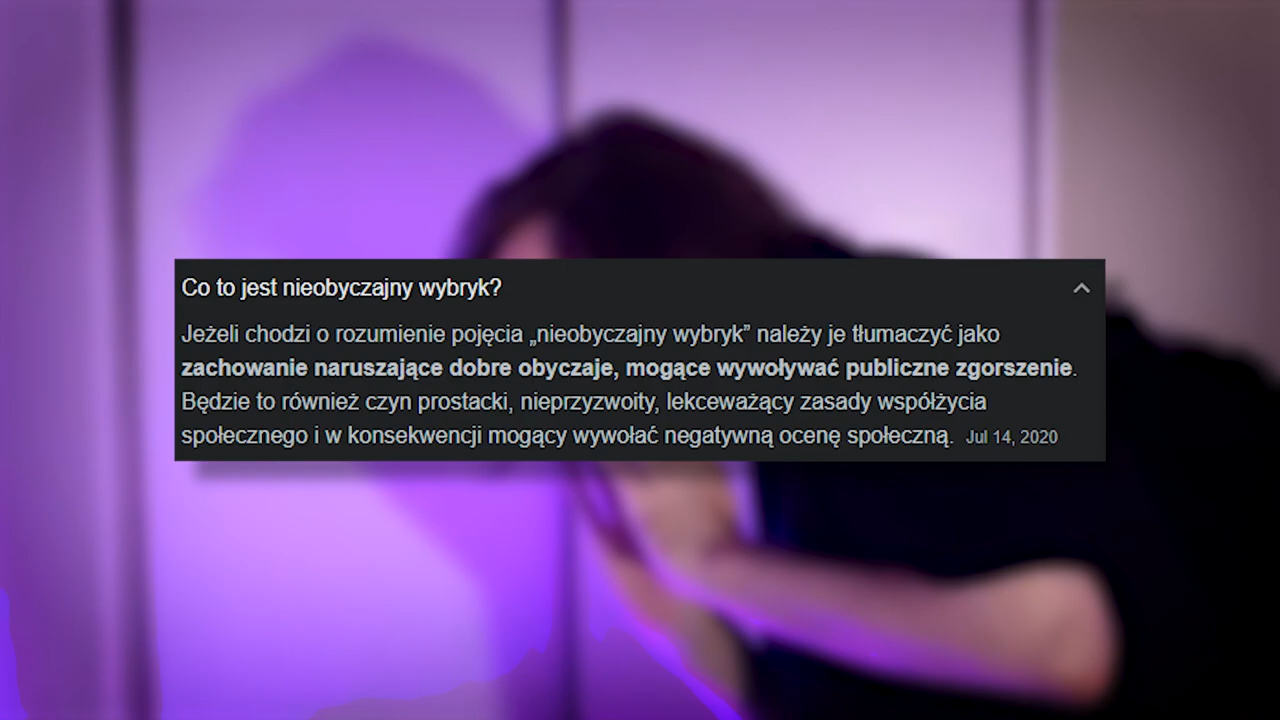 Co to jest nieobyczajny wybryk?
Jeżeli chodzi o rozumienie pojęcia „nieobyczajny wybryk” należy je tłumaczyć jako
zachowanie naruszające dobre obyczaje, mogące wywoływać publiczne zgorszenie.
Będzie to również czyn prostacki, nieprzyzwoity, lekceważący zasady współżycia
społecznego i w konsekwencji mogący wywołać negatywną ocenę społeczną. Jul 14, 2020